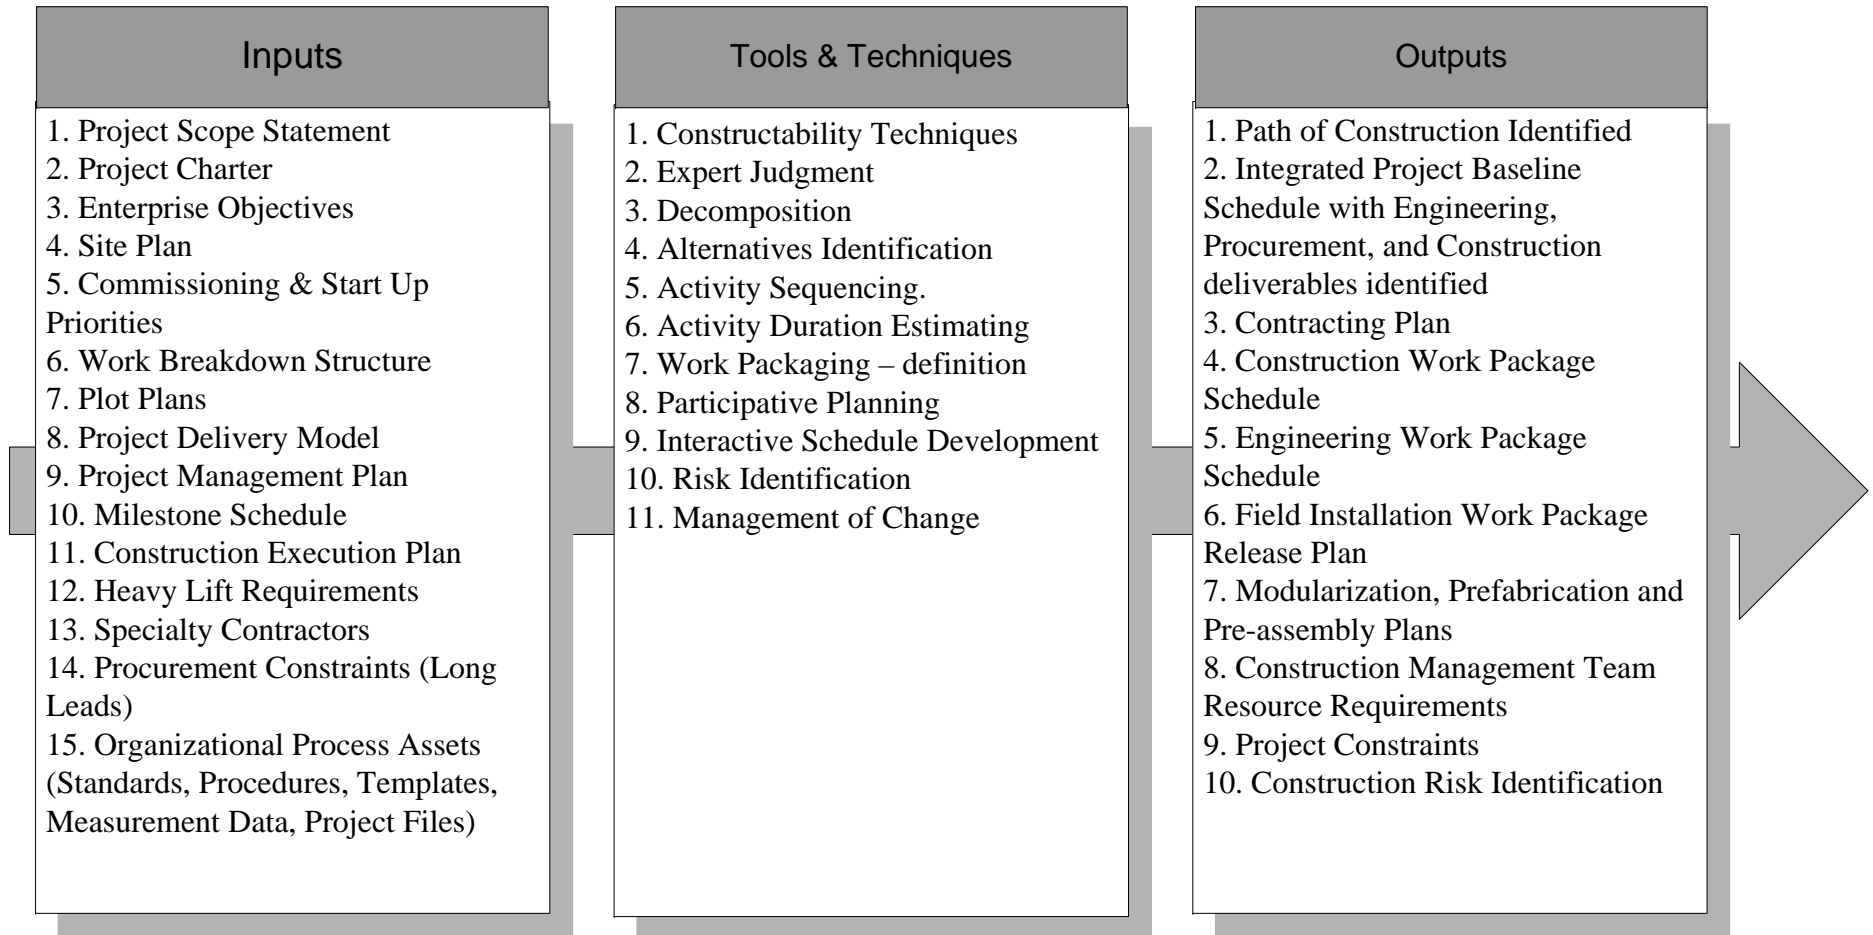 Inputs
1. Project Scope Statement
2. Project Charter
3. Enterprise Objectives
4. Site Plan
5. Commissioning & Start Up
Priorities
6. Work Breakdown Structure
7. Plot Plans
8. Project Delivery Model
9. Project Management Plan
10. Milestone Schedule
11. Construction Execution Plan
12. Heavy Lift Requirements
13. Specialty Contractors
14. Procurement Constraints (Long
Leads)
15. Organizational Process Assets
(Standards, Procedures, Templates,
Measurement Data, Project Files)
Tools & Techniques
1. Constructability Techniques
2. Expert Judgment
3. Decomposition
4. Alternatives Identification
5. Activity Sequencing.
6. Activity Duration Estimating
7. Work Packaging – definition
8. Participative Planning
9. Interactive Schedule Development
10. Risk Identification
11. Management of Change
Outputs
1. Path of Construction Identified
2. Integrated Project Baseline
Schedule with Engineering,
Procurement, and Construction
deliverables identified
3. Contracting Plan
4. Construction Work Package
Schedule
5. Engineering Work Package
Schedule
6. Field Installation Work Package
Release Plan
7. Modularization, Prefabrication and
Pre-assembly Plans
8. Construction Management Team
Resource Requirements
9. Project Constraints
10. Construction Risk Identification